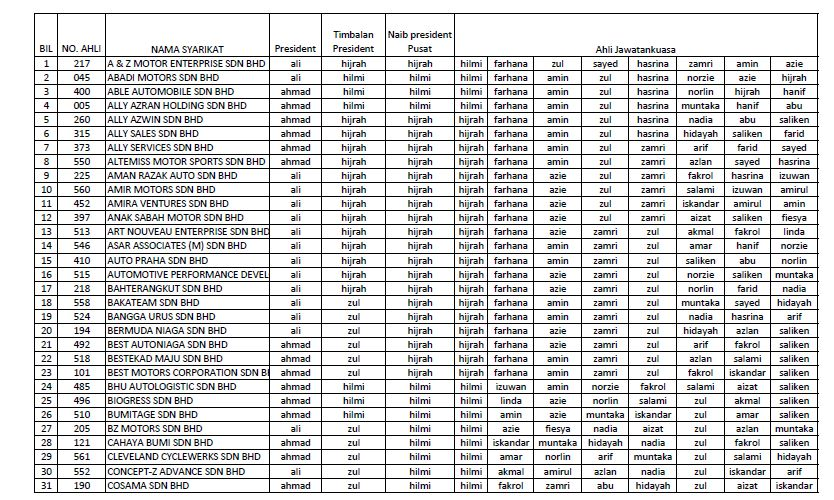 Timbalan Naib president
BIL NO. AHLI NAMA SYARIKAT President President Pusat Ahli Jawatankuasa
1 217 A & Z MOTOR ENTERPRISE SDN BHD ali hijrah hijrah hilmi farhana zul sayed hasrina zamri amin azie
2 045 ABADI MOTORS SDN BHD ali hilmi hilmi hilmi farhana amin zul hasrina norzie azie hijrah
3 400 ABLE AUTOMOBILE SDN BHD ahmad hilmi hilmi hilmi farhana amin zul hasrina norlin hijrah hanif
4 005 ALLY AZRAN HOLDING SDN BHD ahmad hilmi hilmi hilmi farhana amin zul hasrina muntaka hanif abu
5 260 ALLY AZWIN SDN BHD ahmad hijrah hijrah hijrah farhana amin zul hasrina nadia abu saliken
6 315 ALLY SALES SDN BHD ahmad hijrah hijrah hijrah farhana amin zul hasrina hidayah saliken farid
7 373 ALLY SERVICES SDN BHD ahmad hijrah hijrah hijrah farhana amin zul zamri arif farid sayed
8 550 ALTEMISS MOTOR SPORTS SDN BHD ahmad hijrah hijrah hijrah farhana amin zul zamri azlan sayed hasrina
9 225 AMAN RAZAK AUTO SDN BHD ali hijrah hijrah hijrah farhana azie zul zamri fakrol hasrina izuwan
10 560 AMIR MOTORS SDN BHD ali hijrah hijrah hijrah farhana azie zul zamri salami izuwan amirul
11 452 AMIRA VENTURES SDN BHD ali hijrah hijrah hijrah farhana azie zul zamri iskandar amirul amin
12 397 ANAK SABAH MOTOR SDN BHD ali hijrah hijrah hijrah farhana azie zul zamri aizat saliken fiesya
13 513 ART NOUVEAU ENTERPRISE SDN BHD ali hijrah hijrah hijrah farhana azie zamri zul akmal fakrol linda
14 546 ASAR ASSOCIATES (M) SDN BHD ali hijrah hijrah hijrah farhana amin zamri zul amar hanif norzie
15 410 AUTO PRAHA SDN BHD ali hijrah hijrah hijrah farhana amin zamri zul saliken abu norlin
16 515 AUTOMOTIVE PERFORMANCE DEVEL ali hijrah hijrah hijrah farhana azie zamri zul norzie saliken muntaka
17 218 BAHTERANGKUT SDN BHD ali hijrah hijrah hijrah farhana azie zamri zul norlin farid nadia
18 558 BAKATEAM SDN BHD ali zul hijrah hijrah farhana amin zamri zul muntaka sayed hidayah
19 524 BANGGA URUS SDN BHD ali zul hijrah hijrah farhana amin zamri zul nadia hasrina arif
20 194 BERMUDA NIAGA SDN BHD ali zul hijrah hijrah farhana azie zamri zul hidayah azlan saliken
21 492 BEST AUTONIAGA SDN BHD ahmad zul hijrah hijrah farhana azie zamri zul arif fakrol saliken
22 518 BESTEKAD MAJU SDN BHD ahmad zul hijrah hijrah farhana amin zamri zul azlan salami saliken
23 101 BEST MOTORS CORPORATION SDN BH ahmad zul hijrah hijrah farhana amin zamri zul fakrol iskandar saliken
24 485 BHU AUTOLOGISTIC SDN BHD ahmad hilmi hilmi hilmi izuwan amin norzie fakrol salami aizat saliken
25 496 BIOGRESS SDN BHD ahmad hilmi hilmi hilmi linda azie norlin salami zul akmal saliken
26 510 BUMITAGE SDN BHD ahmad hilmi hilmi hilmi amin azie muntaka iskandar zul amar saliken
27 205 BZ MOTORS SDN BHD ali zul hilmi hilmi azie fiesya nadia aizat zul azlan muntaka
28 121 CAHAYA BUMI SDN BHD ahmad zul hilmi hilmi iskandar muntaka hidayah nadia zul fakrol saliken
29 561 CLEVELAND CYCLEWERKS SDN BHD ahmad zul hilmi hilmi amar norlin arif muntaka zul salami hidayah
30 552 CONCEPT-Z ADVANCE SDN BHD ali zul hilmi hilmi akmal amirul azlan nadia zul iskandar arif
31 190 COSAMA SDN BHD ahmad zul hilmi hilmi fakrol zamri abu hidayah zul aizat iskandar